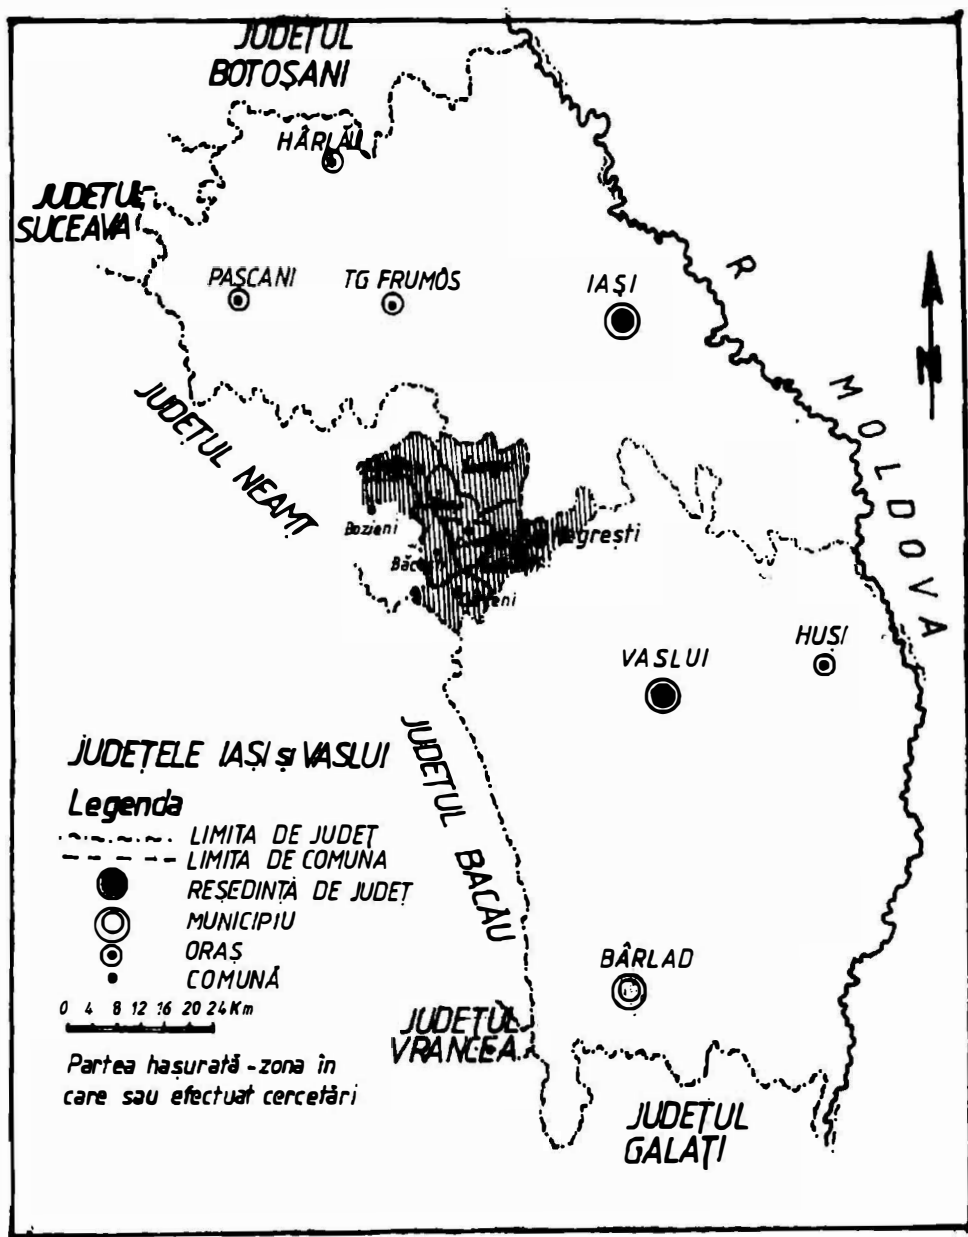 JUDEȚUL
BOTOȘANI
HÂRLĂU
JUDEȚUL
SUCEAVA
PAȘCANI
TG FRUMOS
IAȘI
R MOLDOVA
N
JUDEȚUL NEAMȚ
Bozieni
HUȘI
VASLUI
JUDEȚELE IAȘI și VASLUI
Legenda
LIMITA DE JUDEȚ
LIMITA DE COMUNA
REȘEDINȚĂ DE JUDEȚ
MUNICIPIU
ORAȘ
COMUNĂ
0 4 8 12 16 20 24 Km
Partea hașurată - zona în
care sau efectuat cercetări
JUDEȚUL BACĂU
BÂRLAD
JUDEȚUL
VRANCEA
JUDEȚUL
GALAȚI